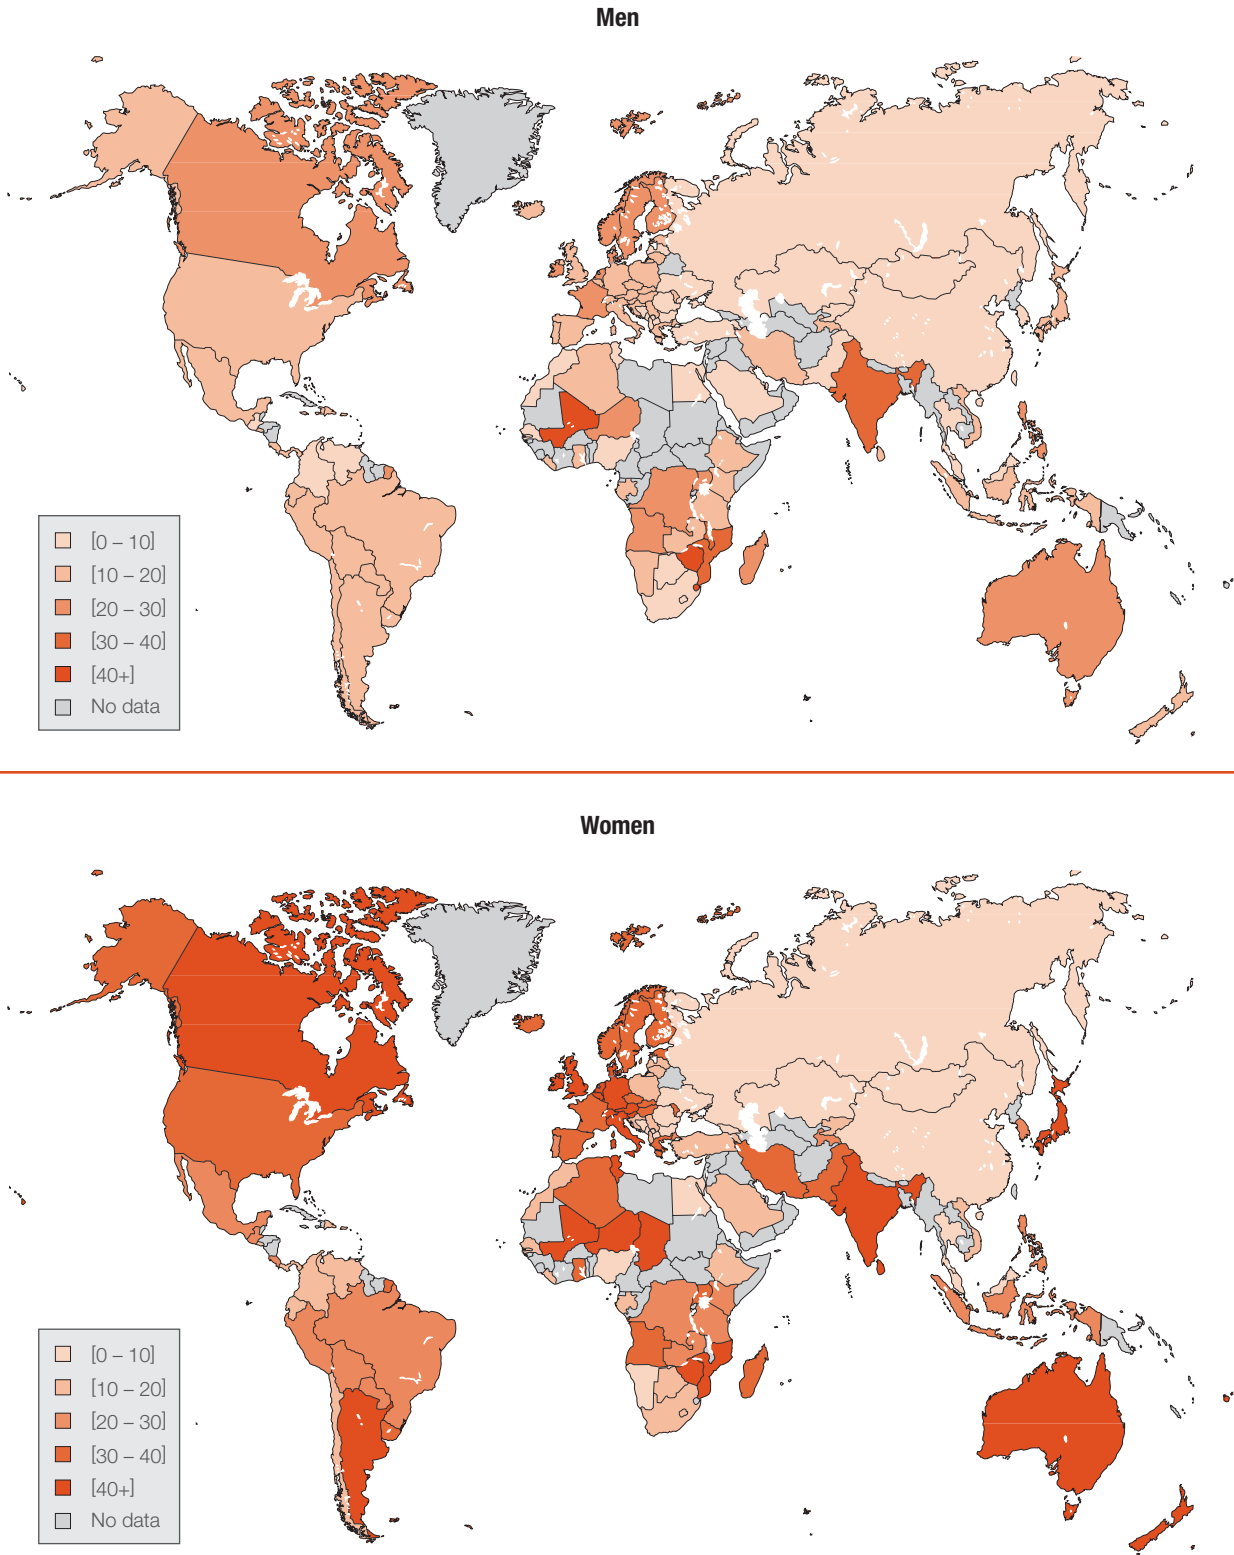 Men
[0 – 10]
[10 – 20]
[20 – 30]
[30 – 40]
[40+]
No data
Women
[0 – 10]
[10 – 20]
[20 – 30]
[30 – 40]
[40+]
No data